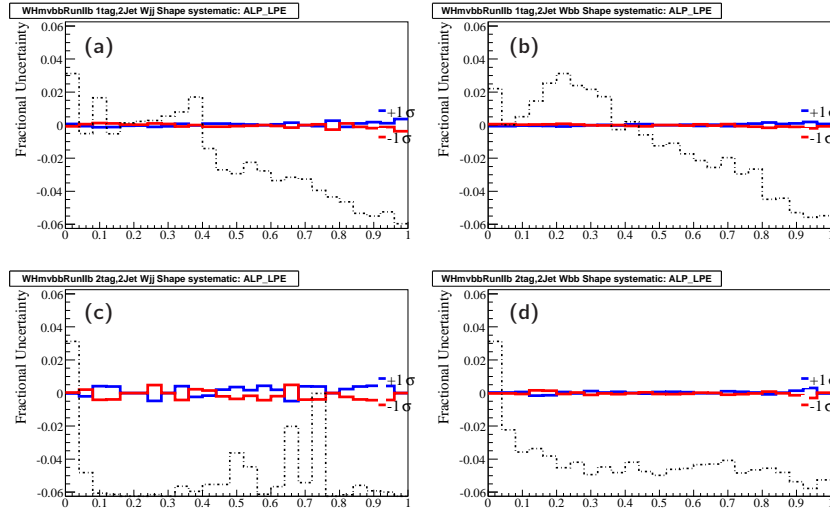 WHmvbbRunIIb 1tag,2Jet Wjj Shape systematic: ALP_LPE
Fractional Uncertainty
(a)
+1σ
-1σ
0.06
0.04
0.02
0
-0.02
-0.04
-0.06
0 0.1 0.2 0.3 0.4 0.5 0.6 0.7 0.8 0.9 1
WHmvbbRunIIb 1tag,2Jet Wbb Shape systematic: ALP_LPE
Fractional Uncertainty
(b)
+1σ
-1σ
0.06
0.04
0.02
0
-0.02
-0.04
-0.06
0 0.1 0.2 0.3 0.4 0.5 0.6 0.7 0.8 0.9 1
WHmvbbRunIIb 2tag,2Jet Wjj Shape systematic: ALP_LPE
Fractional Uncertainty
(c)
+1σ
-1σ
0.06
0.04
0.02
0
-0.02
-0.04
-0.06
0 0.1 0.2 0.3 0.4 0.5 0.6 0.7 0.8 0.9 1
WHmvbbRunIIb 2tag,2Jet Wbb Shape systematic: ALP_LPE
Fractional Uncertainty
(d)
+1σ
-1σ
0.06
0.04
0.02
0
-0.02
-0.04
-0.06
0 0.1 0.2 0.3 0.4 0.5 0.6 0.7 0.8 0.9 1